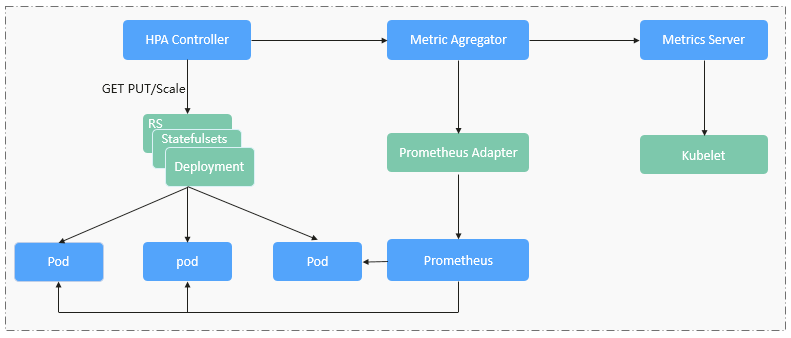 HPA Controller
Metric Agregator
Metrics Server
GET PUT/Scale
RS
Statefulsets
Deployment
Prometheus Adapter
Kubelet
Pod
pod
Pod
Prometheus